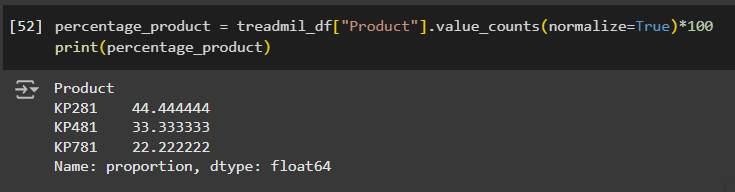 [52] percentage_product = treadmil_df["Product"].value_counts(normalize=True)*100
print(percentage_product)
Product
KP281    44.444444
KP481    33.333333
KP781    22.222222
Name: proportion, dtype: float64